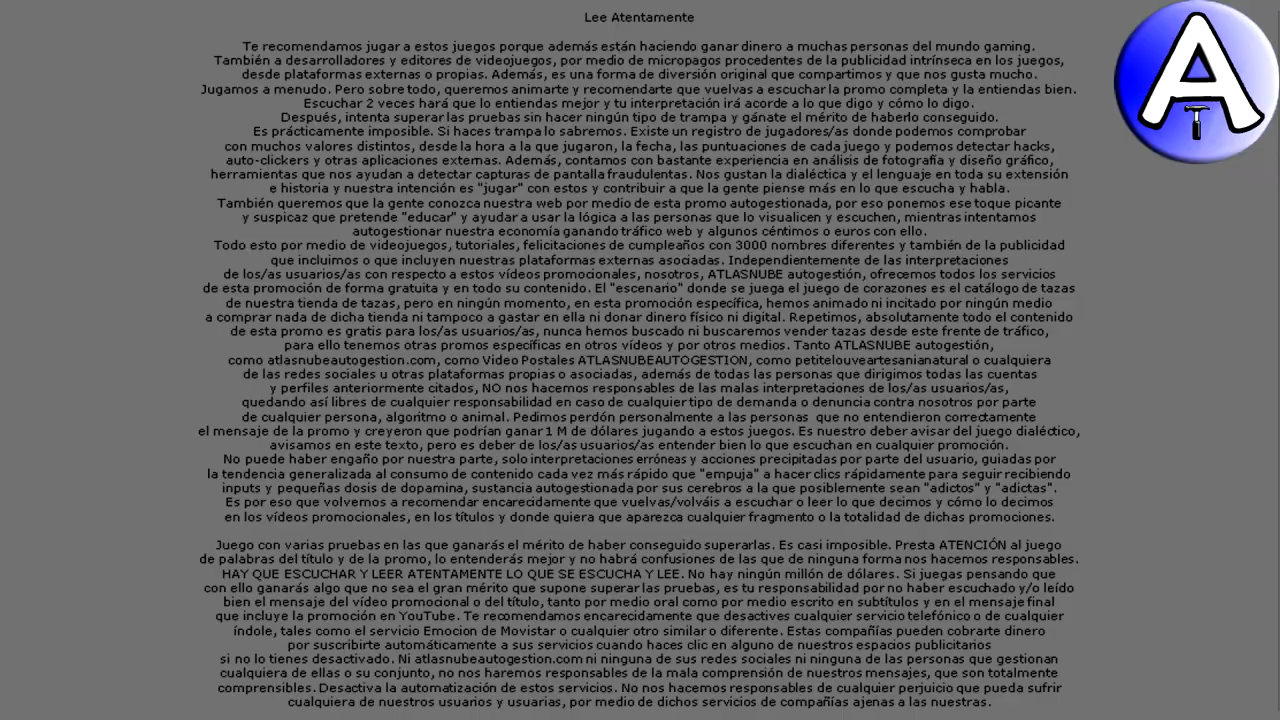 Lee Atentamente
Te recomendamos jugar a estos juegos porque además están haciendo ganar dinero a muchas personas del mundo gaming.
También a desarrolladores y editores de videojuegos, por medio de micropagos procedentes de la publicidad intrínseca en los juegos,
desde plataformas externas o propias. Además, es una forma de diversión original que compartimos y que nos gusta mucho.
Jugamos a menudo. Pero sobre todo, queremos animarte y recomendarte que vuelvas a escuchar la promo completa y la entiendas bien.
Escuchar 2 veces hará que lo entiendas mejor y tu interpretación irá acorde a lo que digo y cómo lo digo.
Después, intenta superar las pruebas sin hacer ningún tipo de trampa y gánate el mérito de haberlo conseguido.
Es prácticamente imposible. Si haces trampa lo sabremos. Existe un registro de jugadores/as donde podemos comprobar
con muchos valores distintos, desde la hora a la que jugaron, la fecha, las puntuaciones de cada juego y podemos detectar hacks,
auto-clickers y otras aplicaciones externas. Además, contamos con bastante experiencia en análisis de fotografía y diseño gráfico,
herramientas que nos ayudan a detectar capturas de pantalla fraudulentas. Nos gustan la dialéctica y el lenguaje en toda su extensión
e historia y nuestra intención es "jugar" con estos y contribuir a que la gente piense más en lo que escucha y habla.
También queremos que la gente conozca nuestra web por medio de esta promo autogestionada, por eso ponemos ese toque picante
y suspicaz que pretende "educar" y ayudar a usar la lógica a las personas que lo visualicen y escuchen, mientras intentamos
autogestionar nuestra economía ganando tráfico web y algunos céntimos o euros con ello.
Todo esto por medio de videojuegos, tutoriales, felicitaciones de cumpleaños con 3000 nombres diferentes y también de la publicidad
que incluimos o que incluyen nuestras plataformas externas asociadas. Independientemente de las interpretaciones
de los/as usuarios/as con respecto a estos vídeos promocionales, nosotros, ATLASNUBE autogestión, ofrecemos todos los servicios
de esta promoción de forma gratuita y en todo su contenido. El "escenario" donde se juega el juego de corazones es el catálogo de tazas
de nuestra tienda de tazas, pero en ningún momento, en esta promoción específica, hemos animado ni incitado por ningún medio
a comprar nada de dicha tienda ni tampoco a gastar en ella ni donar dinero físico ni digital. Repetimos, absolutamente todo el contenido
de esta promo es gratis para los/as usuarios/as, nunca hemos buscado ni buscaremos vender tazas desde este frente de tráfico,
para ello tenemos otras promos específicas en otros vídeos y por otros medios. Tanto ATLASNUBE autogestión,
como atlasnubeautogestion.com, como Video Postales ATLASNUBEAUTOGESTION, como petitelouveartesanianatural o cualquiera
de las redes sociales u otras plataformas propias o asociadas, además de todas las personas que dirigimos todas las cuentas
y perfiles anteriormente citados, NO nos hacemos responsables de las malas interpretaciones de los/as usuarios/as,
quedando así libres de cualquier responsabilidad en caso de cualquier tipo de demanda o denuncia contra nosotros por parte
de cualquier persona, algoritmo o animal. Pedimos perdón personalmente a las personas que no entendieron correctamente
el mensaje de la promo y creyeron que podrían ganar 1 M de dólares jugando a estos juegos. Es nuestro deber avisar del juego dialéctico,
avisamos en este texto, pero es deber de los/as usuarios/as entender bien lo que escuchan en cualquier promoción.
No puede haber engaño por nuestra parte, solo interpretaciones erróneas y acciones precipitadas por parte del usuario, guiadas por
la tendencia generalizada al consumo de contenido cada vez más rápido que "empuja" a hacer clics rápidamente para seguir recibiendo
inputs y pequeñas dosis de dopamina, sustancia autogestionada por sus cerebros a la que posiblemente sean "adictos" y "adictas".
Es por eso que volvemos a recomendar encarecidamente que vuelvas/volváis a escuchar o leer lo que decimos y cómo lo decimos
en los vídeos promocionales, en los títulos y donde quiera que aparezca cualquier fragmento o la totalidad de dichas promociones.
Juego con varias pruebas en las que ganarás el mérito de haber conseguido superarlas. Es casi imposible. Presta ATENCIÓN al juego
de palabras del título y de la promo, lo entenderás mejor y no habrá confusiones de las que de ninguna forma nos hacemos responsables.
HAY QUE ESCUCHAR Y LEER ATENTAMENTE LO QUE SE ESCUCHA Y LEE. No hay ningún millón de dólares. Si juegas pensando que
con ello ganarás algo que no sea el gran mérito que supone superar las pruebas, es tu responsabilidad por no haber escuchado y/o leído
bien el mensaje del vídeo promocional o del título, tanto por medio oral como por medio escrito en subtítulos y en el mensaje final
que incluye la promoción en YouTube. Te recomendamos encarecidamente que desactives cualquier servicio telefónico o de cualquier
índole, tales como el servicio Emocion de Movistar o cualquier otro similar o diferente. Estas compañías pueden cobrarte dinero
por suscribirte automáticamente a sus servicios cuando haces clic en alguno de nuestros espacios publicitarios
si no lo tienes desactivado. Ni atlasnubeautogestion.com ni ninguna de sus redes sociales ni ninguna de las personas que gestionan
cualquiera de ellas o su conjunto, no nos haremos responsables de la mala comprensión de nuestros mensajes, que son totalmente
comprensibles. Desactiva la automatización de estos servicios. No nos hacemos responsables de cualquier perjuicio que pueda sufrir
cualquiera de nuestros usuarios y usuarias, por medio de dichos servicios de compañías ajenas a las nuestras.
A